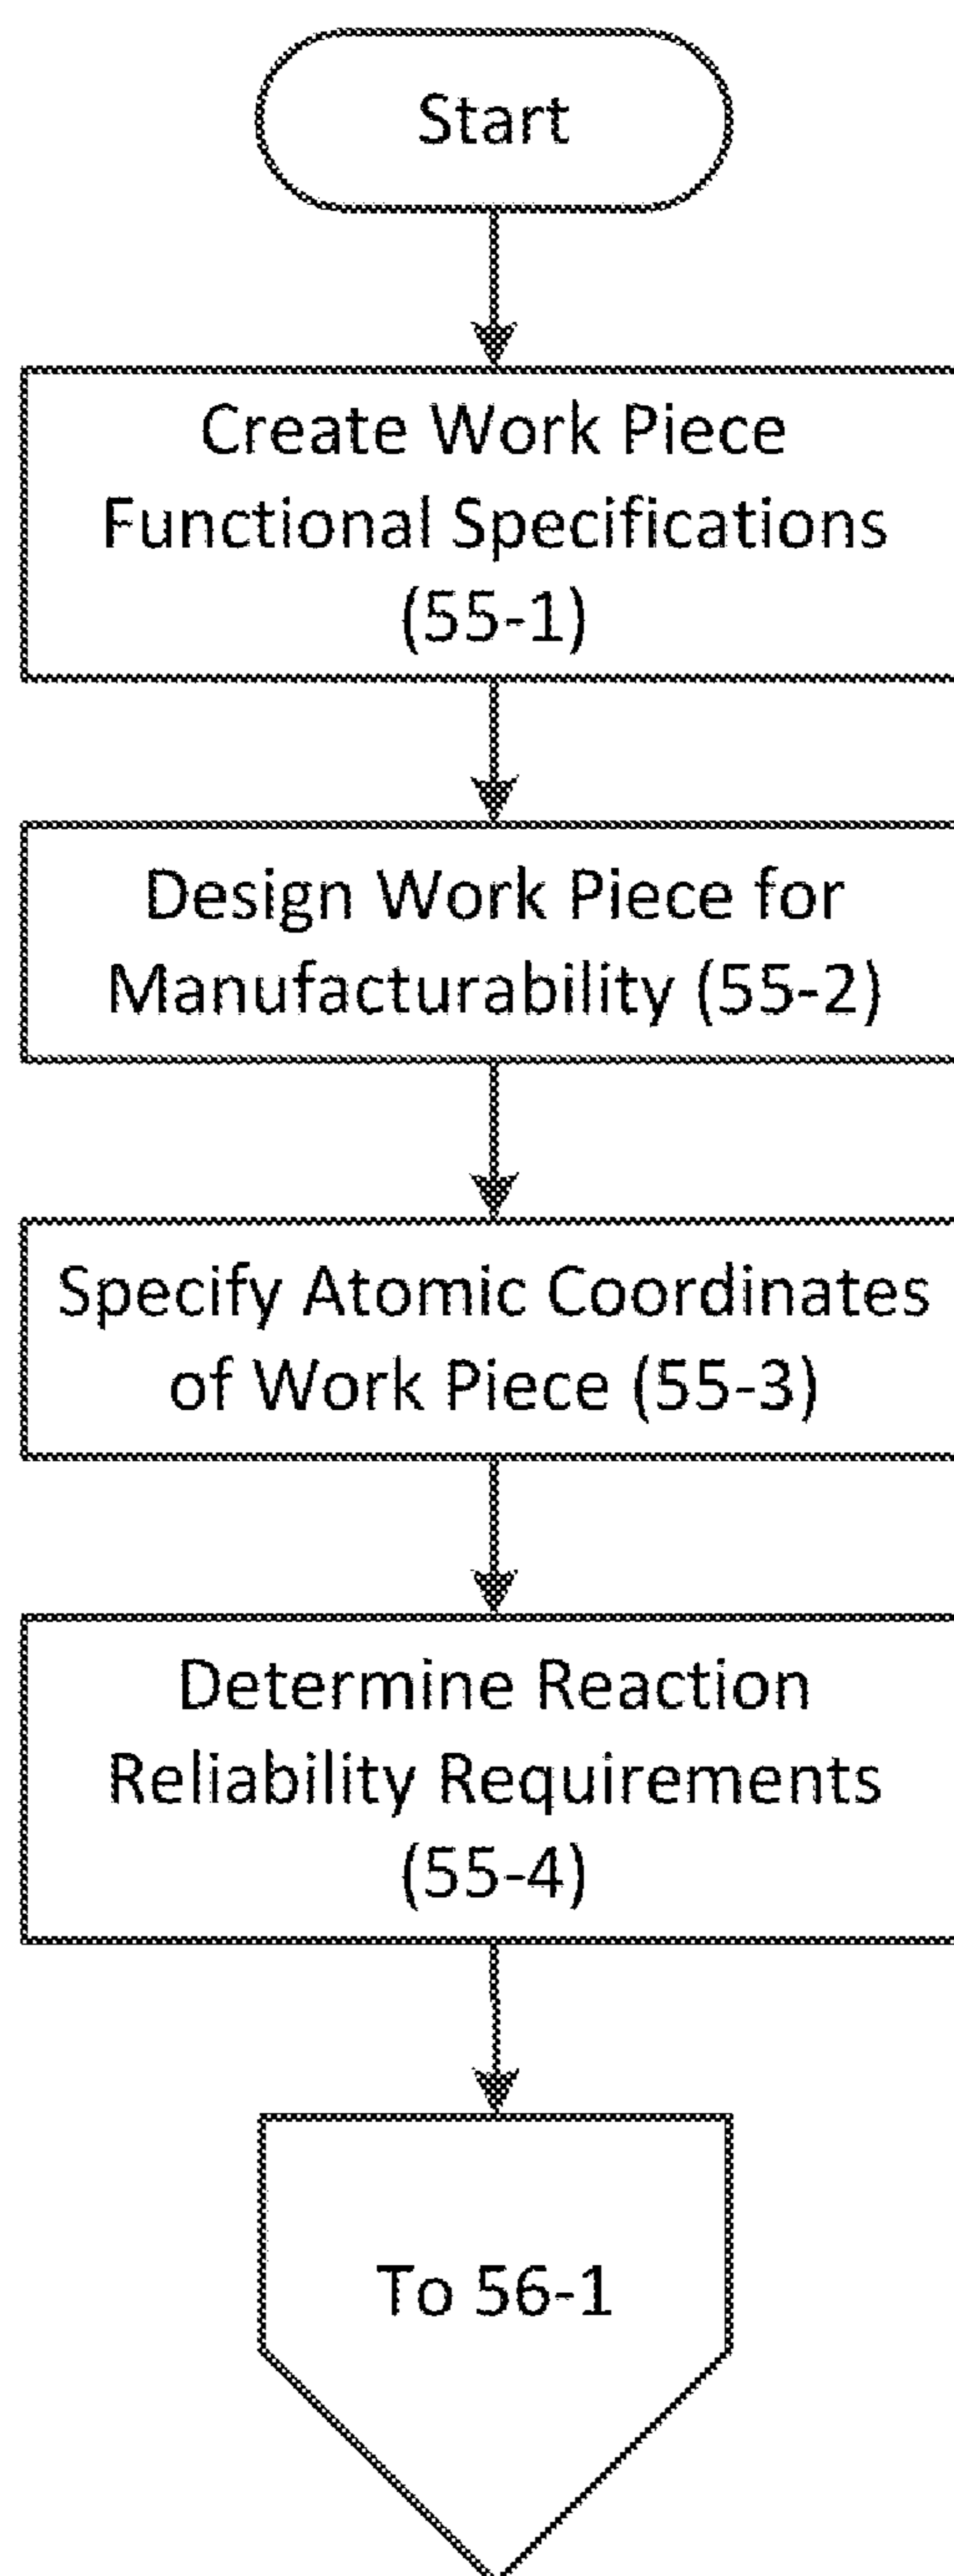 Start
Create Work Piece
Functional Specifications
(55-1)
Design Work Piece for
Manufacturability (55-2)
Specify Atomic Coordinates
of Work Piece (55-3)
Determine Reaction
Reliability Requirements
(55-4)
To 56-1